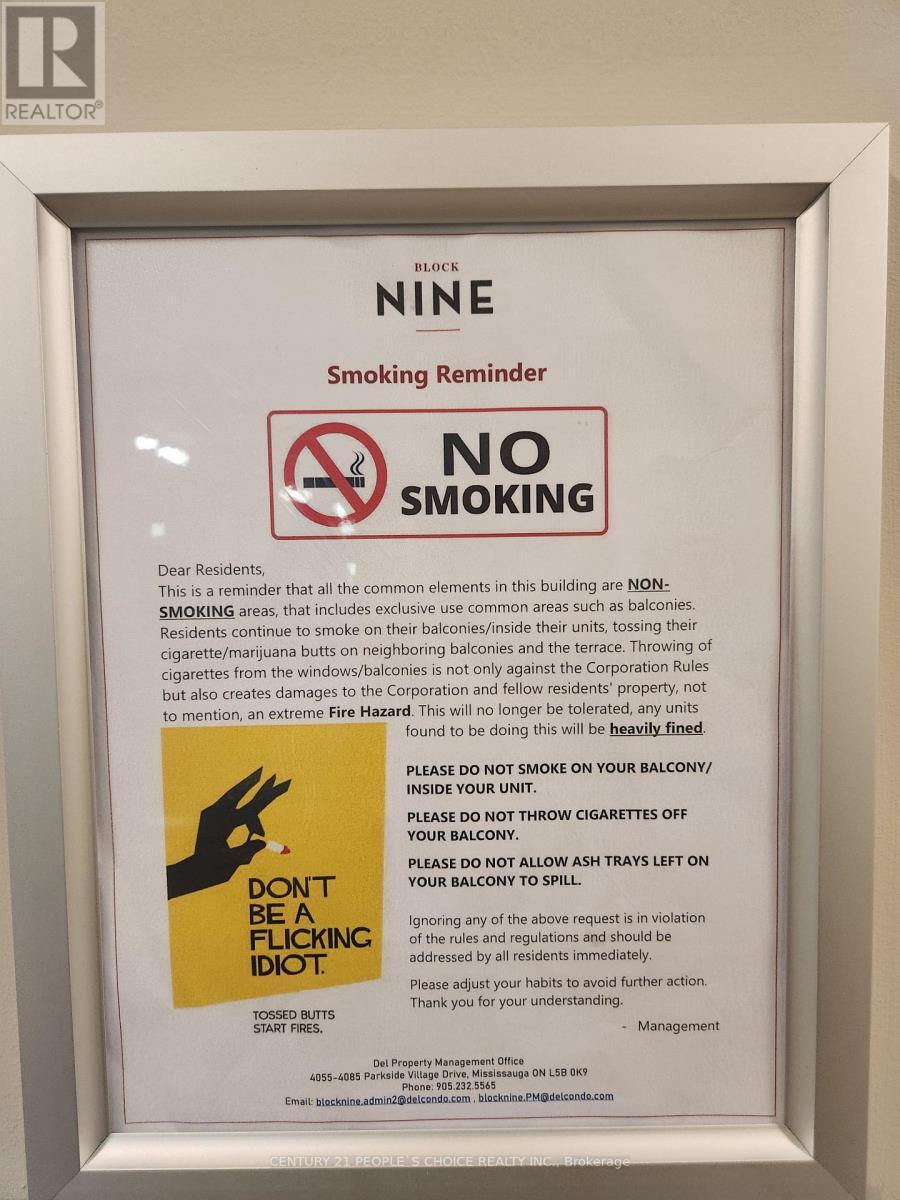 R
REALTOR®
BLOCK
NINE
Smoking Reminder
NO
SMOKING
Dear Residents,
This is a reminder that all the common elements in this building are NON-
SMOKING areas, that includes exclusive use common areas such as balconies.
Residents continue to smoke on their balconies/inside their units, tossing their
cigarette/marijuana butts on neighboring balconies and the terrace. Throwing of
cigarettes from the windows/balconies is not only against the Corporation Rules
but also creates damages to the Corporation and fellow residents' property, not
to mention, an extreme Fire Hazard. This will no longer be tolerated, any units
found to be doing this will be heavily fined.
PLEASE DO NOT SMOKE ON YOUR BALCONY/
INSIDE YOUR UNIT.
PLEASE DO NOT THROW CIGARETTES OFF
YOUR BALCONY.
PLEASE DO NOT ALLOW ASH TRAYS LEFT ON
YOUR BALCONY TO SPILL.
DON'T
BE A
FLICKING
IDIOT.
TOSSED BUTTS
START FIRES.
Ignoring any of the above request is in violation
of the rules and regulations and should be
addressed by all residents immediately.
Please adjust your habits to avoid further action.
Thank you for your understanding.
- Management
Del Property Management Office
4055-4085 Parkside Village Drive, Mississauga ON L5B 0K9
Phone: 905.232.5565
Email: blocknine.admin2@delcondo.com , blocknine.PM@delcondo.com
CENTURY 21 PEOPLE`S CHOICE REALTY INC., Brokerage